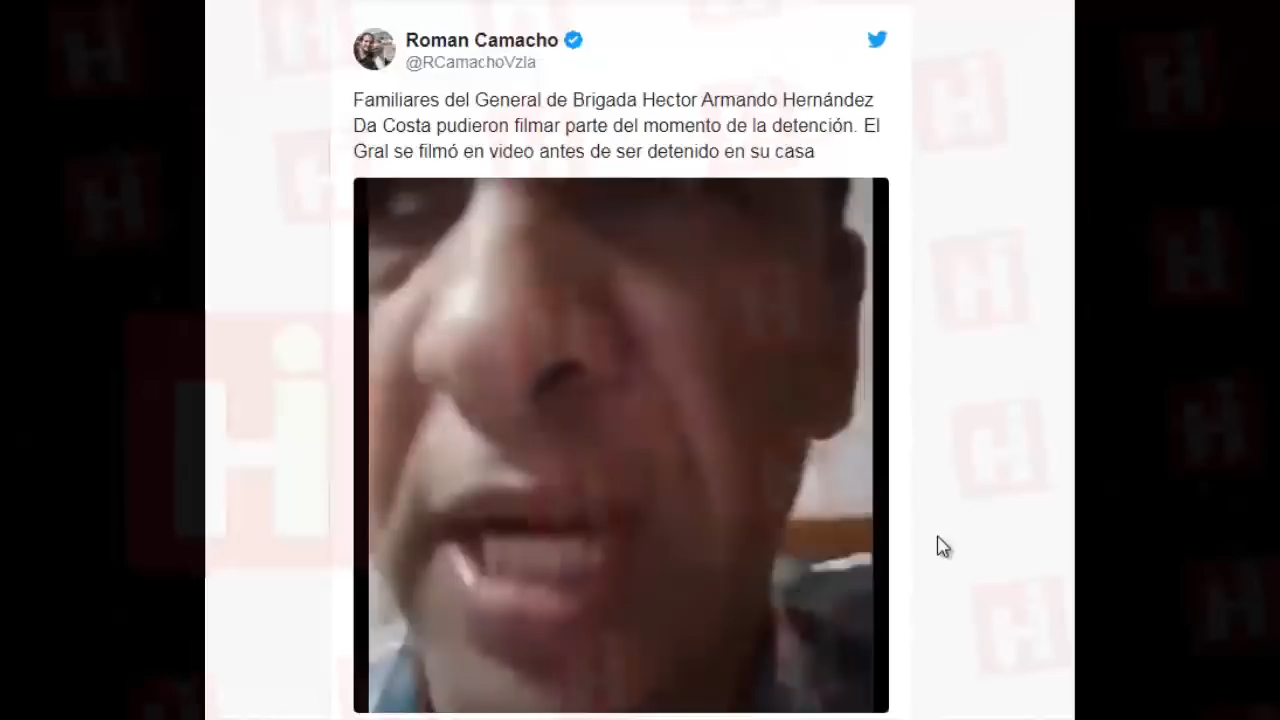 Roman Camacho
@RCamachoVzla
Familiares del General de Brigada Hector Armando Hernández
Da Costa pudieron filmar parte del momento de la detención. El
Gral se filmó en video antes de ser detenido en su casa
Hi